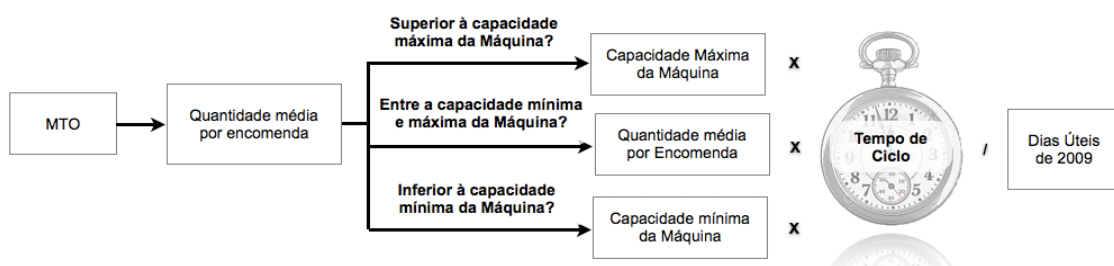 MTO
Quantidade média
por encomenda
Superior à capacidade
máxima da Máquina?
Capacidade Máxima
da Máquina
x
Entre a capacidade mínima
e máxima da Máquina?
Quantidade média
por Encomenda
x
Inferior à capacidade
mínima da Máquina?
Capacidade mínima
da Máquina
x
Tempo de
Ciclo
/
Dias Úteis
de 2009